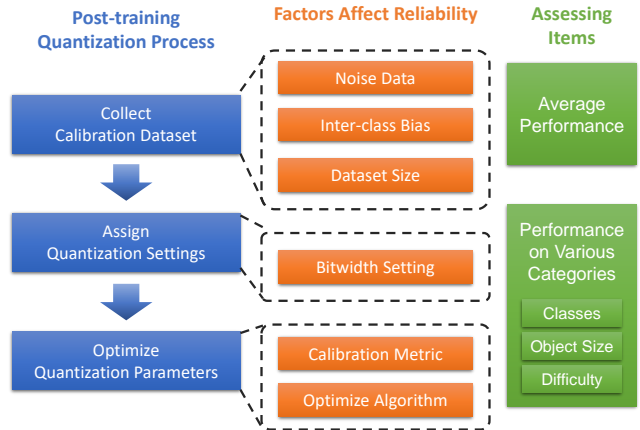 Post-training
Quantization Process
Factors Affect Reliability
Assessing
Items
Collect
Calibration Dataset
Noise Data
Inter-class Bias
Dataset Size
Average
Performance
Assign
Quantization Settings
Bitwidth Setting
Performance
on Various
Categories
Classes
Object Size
Difficulty
Optimize
Quantization Parameters
Calibration Metric
Optimize Algorithm